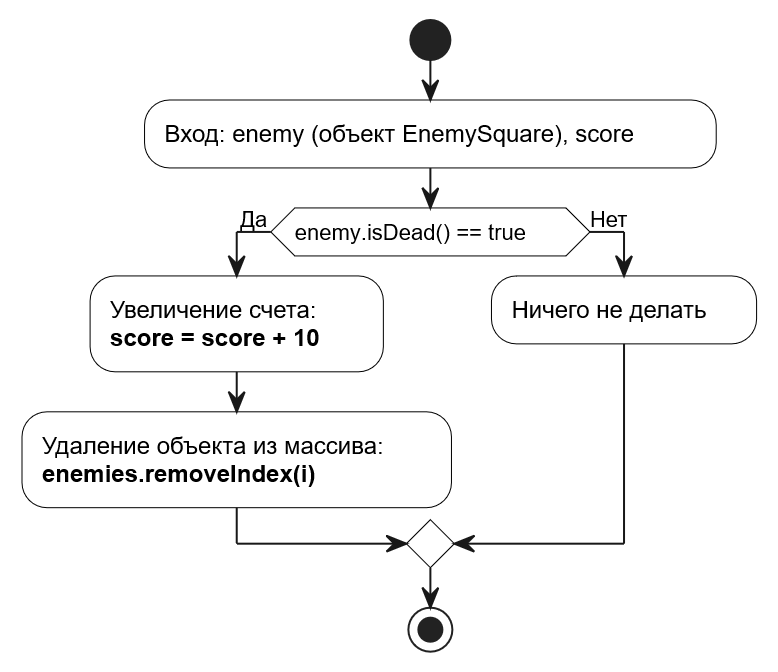 Вход: enemy (объект EnemySquare), score
Да
enemy.isDead() == true
Нет
Увеличение счета:
score = score + 10
Ничего не делать
Удаление объекта из массива:
enemies.removeIndex(i)